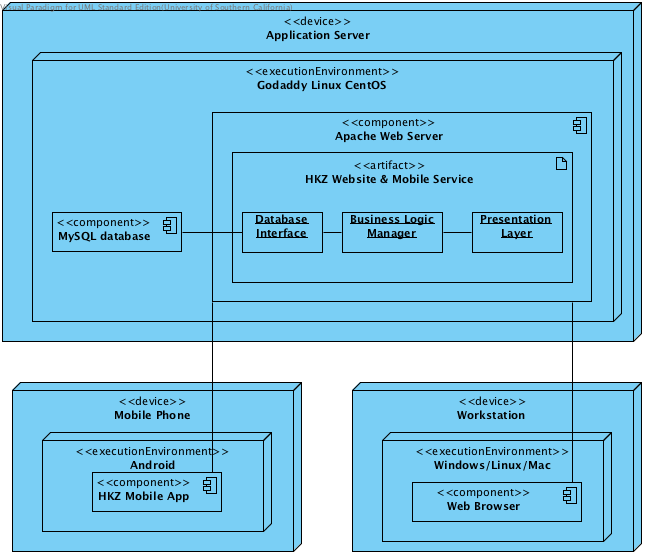 Visual Paradigm for UML Standard Edition(University of Southern California)
<<device>>
Application Server
<<executionEnvironment>>
Godaddy Linux CentOS
<<component>>
Apache Web Server
<<artifact>>
HKZ Website & Mobile Service
<<component>>
MySQL database
Database
Interface
Business Logic
Manager
Presentation
Layer
<<device>>
Mobile Phone
<<executionEnvironment>>
Android
<<component>>
HKZ Mobile App
<<device>>
Workstation
<<executionEnvironment>>
Windows/Linux/Mac
<<component>>
Web Browser